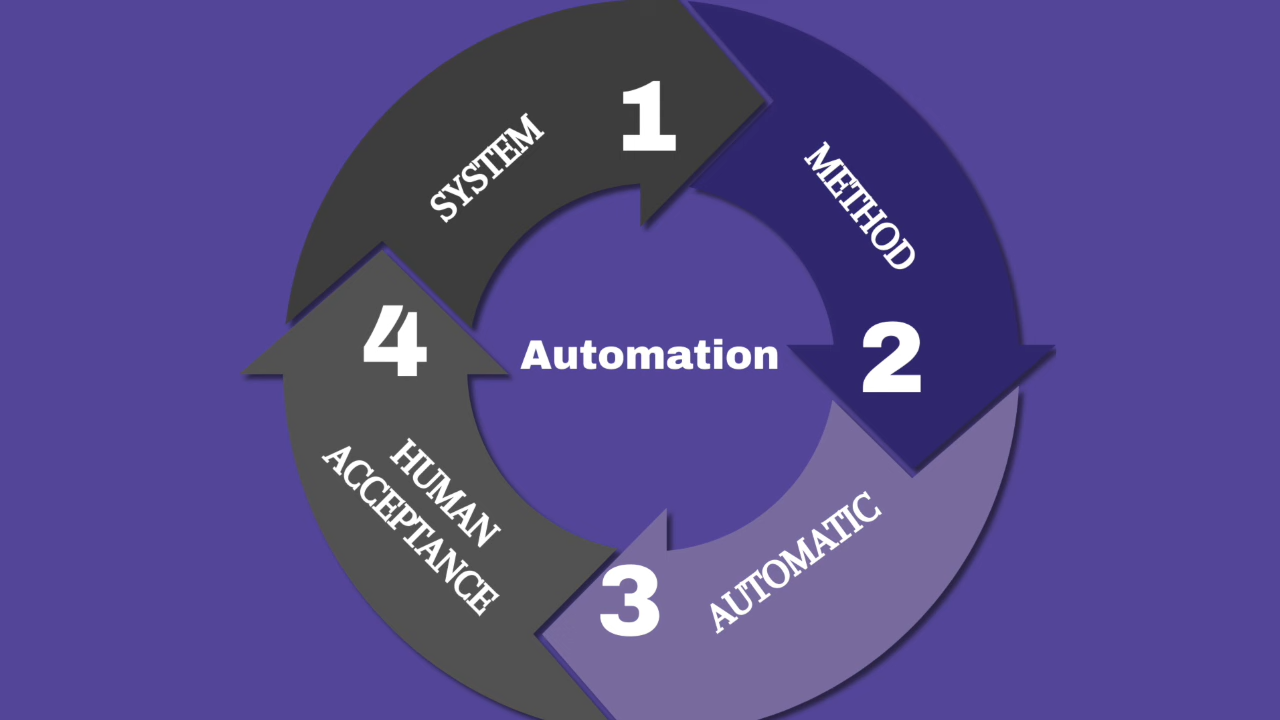 1
SYSTEM
METHOD
2
Automation
AUTOMATIC
3
4
HUMAN
ACCEPTANCE